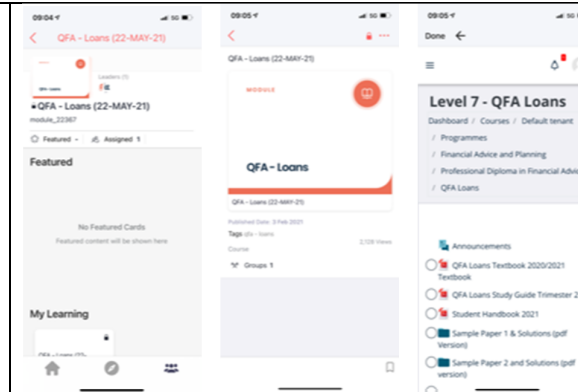 09:04
5G
QFA - Loans (22-MAY-21)
Leaders (1)
QFA - Loans (22-MAY-21)
module_22367
Featured
Assigned 1
Featured
No Featured Cards
Featured content will be shown here
My Learning
09:05
5G
QFA - Loans (22-MAY-21)
MODULE
QFA - Loans
QFA - Loans (22-MAY-21)
Published Date: 3 Feb 2021
Tags qfa - loans
Course
2,108 Views
Groups 1
09:05
5G
Done
Level 7 - QFA Loans
Dashboard / Courses / Default tenant
/ Programmes
/ Financial Advice and Planning
/ Professional Diploma in Financial Advic
/ QFA Loans
Announcements
QFA Loans Textbook 2020/2021
Textbook
QFA Loans Study Guide Trimester 2
Student Handbook 2021
Sample Paper 1 & Solutions (pdf
Version)
Sample Paper 2 and Solutions (pdf
version)